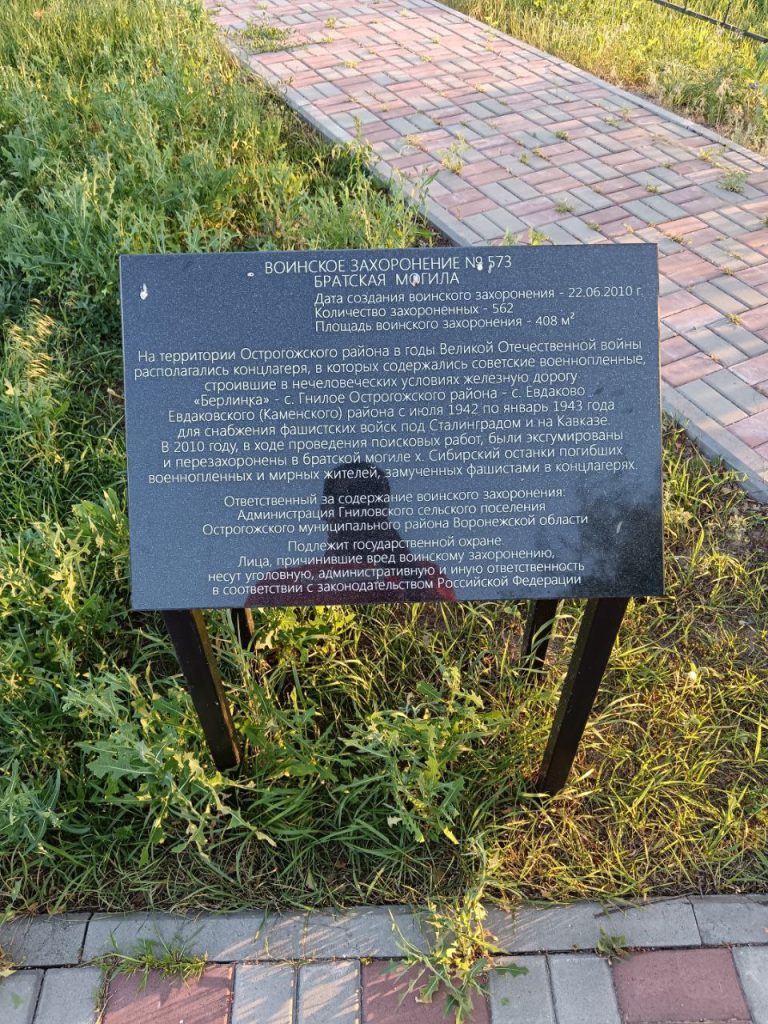 ВОИНСКОЕ ЗАХОРОНЕНИЕ № 573
БРАТСКАЯ МОГИЛА
Дата создания воинского захоронения - 22.06.2010 г.
Количество захороненных - 562
Площадь воинского захоронения - 408 м²
На территории Острогожского района в годы Великой Отечественной войны
располагались концлагеря, в которых содержались советские военнопленные,
строившие в нечеловеческих условиях железную дорогу
«Берлинка» - с. Гнилое Острогожского района - с. Евдаково
Евдаковского (Каменского) района с июля 1942 по январь 1943 года
для снабжения фашистских войск под Сталинградом и на Кавказе.
В 2010 году, в ходе проведения поисковых работ, были эксгумированы
и перезахоронены в братской могиле х. Сибирский останки погибших
военнопленных и мирных жителей, замученных фашистами в концлагерях.
Ответственный за содержание воинского захоронения:
Администрация Гниловского сельского поселения
Острогожского муниципального района Воронежской области
Подлежит государственной охране.
Лица, причинившие вред воинскому захоронению,
несут уголовную, административную и иную ответственность
в соответствии с законодательством Российской Федерации